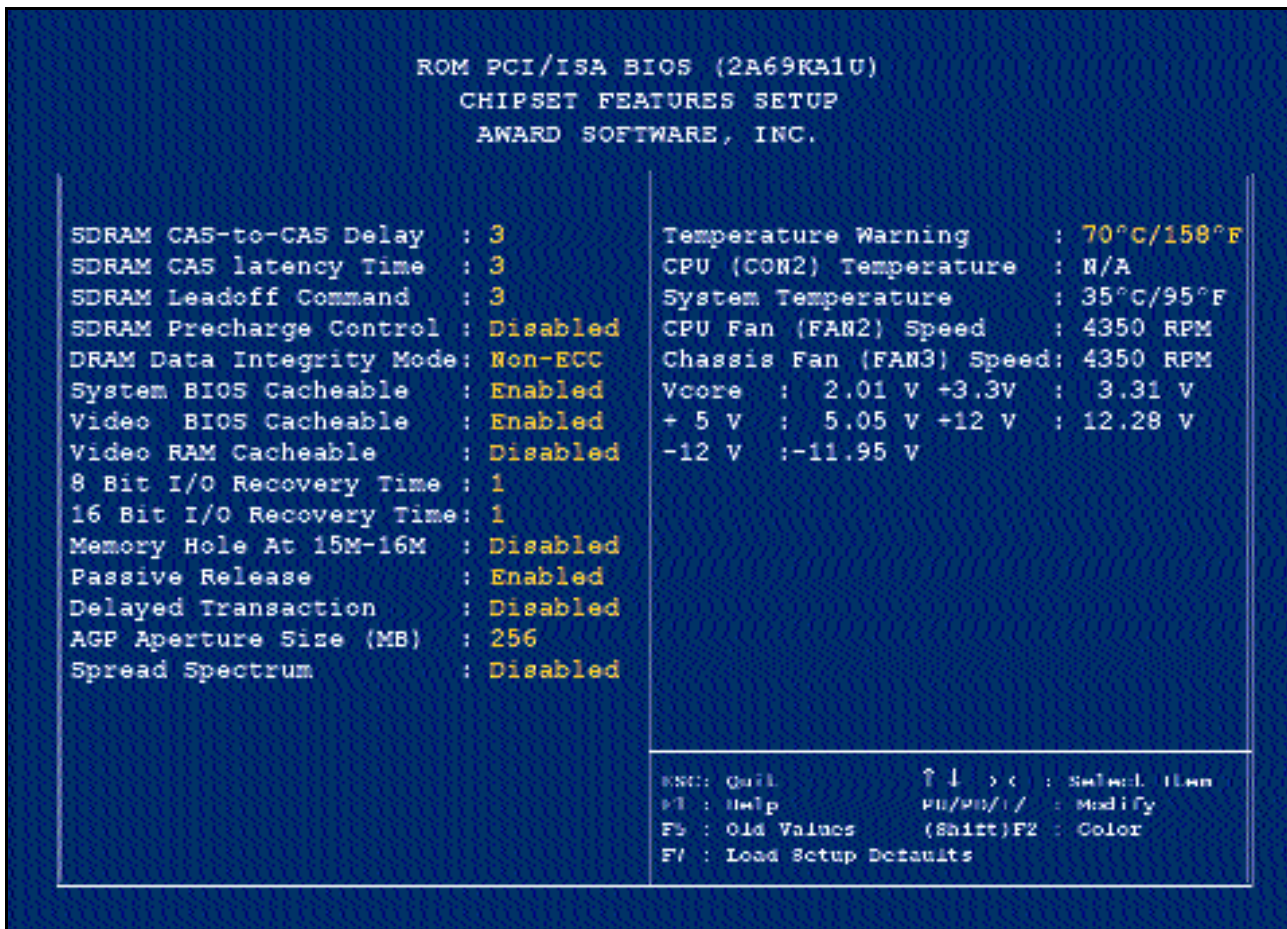 ROM PCI/ISA BIOS (2A69KA1U)
CHIPSET FEATURES SETUP
AWARD SOFTWARE, INC.
SDRAM CAS-to-CAS Delay : 3
SDRAM CAS latency Time : 3
SDRAM Leadoff Command : 3
SDRAM Precharge Control : Disabled
DRAM Data Integrity Mode: Non-ECC
System BIOS Cacheable : Enabled
Video BIOS Cacheable : Enabled
Video RAM Cacheable : Disabled
8 Bit I/O Recovery Time : 1
16 Bit I/O Recovery Time: 1
Memory Hole At 15M-16M : Disabled
Passive Release : Enabled
Delayed Transaction : Disabled
AGP Aperture Size (MB) : 256
Spread Spectrum : Disabled
Temperature Warning : 70°C/158°F
CPU (CON2) Temperature : N/A
System Temperature : 35°C/95°F
CPU Fan (FAN2) Speed : 4350 RPM
Chassis Fan (FAN3) Speed: 4350 RPM
Vcore : 2.01 V +3.3V : 3.31 V
+ 5 V : 5.05 V +12 V : 12.28 V
-12 V :-11.95 V
ESC: Quit ↑ ↓ → ← : Select Item
F1 : Help PU/PD/+/- : Modify
F5 : Old Values (Shift)F2 : Color
F7 : Load Setup Defaults